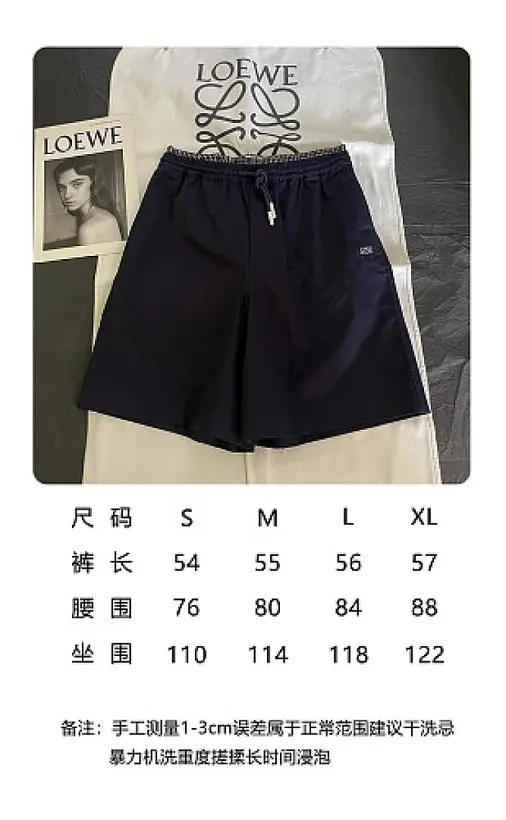 LOEWE
LOEWE
尺 码 S M L XL
裤 长 54 55 56 57
腰 围 76 80 84 88
坐 围 110 114 118 122
备注：手工测量1-3cm误差属于正常范围建议干洗忌
暴力机洗重度搓揉长时间浸泡